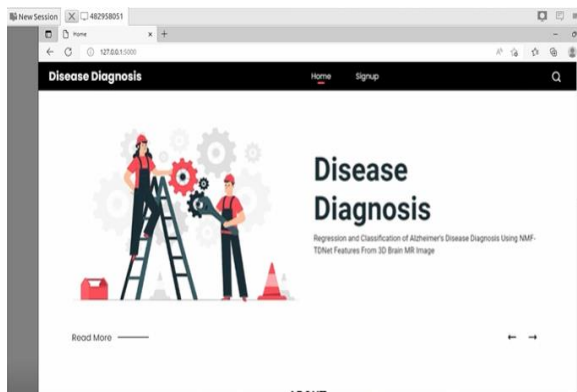 New Session
482958051
Home
127.0.0.1:5000
Disease Diagnosis
Home
Signup
Disease
Diagnosis
Regression and Classification of Alzheimer's Disease Diagnosis Using NMF-
TDNet Features From 3D Brain MR Image
Read More
ABOUT